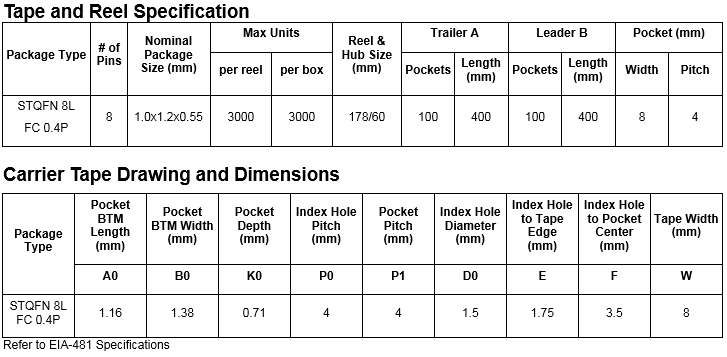 Tape and Reel Specification
Package Type # of Pins Nominal Package Size (mm) Max Units Reel & Hub Size (mm) Trailer A Leader B Pocket (mm)
per reel per box Pockets Length (mm) Pockets Length (mm) Width Pitch
STQFN 8L FC 0.4P 8 1.0x1.2x0.55 3000 3000 178/60 100 400 100 400 8 4
Carrier Tape Drawing and Dimensions
Package Type Pocket BTM Length (mm) Pocket BTM Width (mm) Pocket Depth (mm) Index Hole Pitch (mm) Pocket Pitch (mm) Index Hole Diameter (mm) Index Hole to Tape Edge (mm) Index Hole to Pocket Center (mm) Tape Width (mm)
A0 B0 K0 P0 P1 D0 E F W
STQFN 8L FC 0.4P 1.16 1.38 0.71 4 4 1.5 1.75 3.5 8
Refer to EIA-481 Specifications